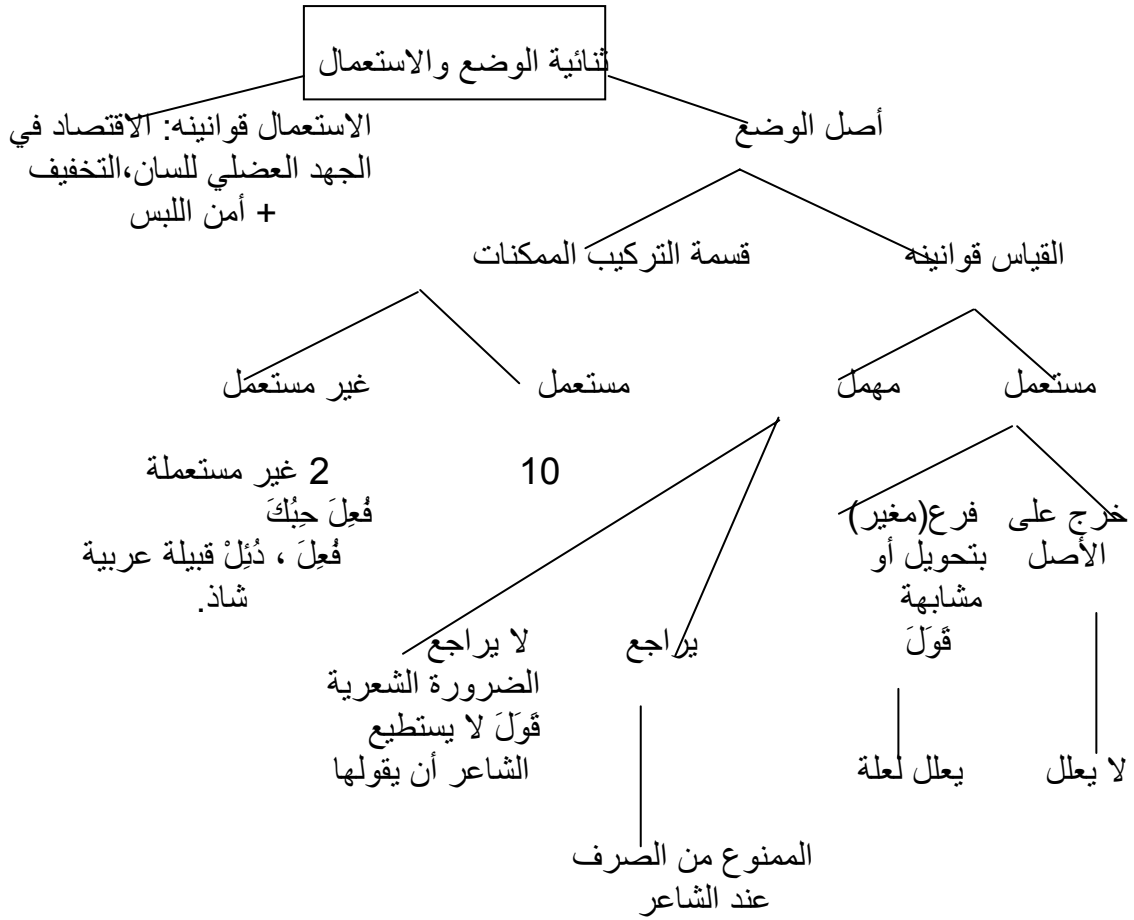 ثنائية الوضع والاستعمال
أصل الوضع
الاستعمال قوانينه: الاقتصاد في
الجهد العضلي للسان،التخفيف
+ أمن اللبس
القياس قوانينه
قسمة التركيب الممكنات
مستعمل
مهمل
مستعمل
غير مستعمل
10
2 غير مستعملة
فُعِلَ حِبُكَ
فُعِلَ ، دُئِلْ قبيلة عربية
شاذ.
خرج على
الأصل
فرع(مغير)
بتحويل أو
مشابهة
قَوَلَ
يراجع
لا يراجع
الضرورة الشعرية
قَوَلَ لا يستطيع
الشاعر أن يقولها
لا يعلل
يعلل لعلة
الممنوع من الصرف
عند الشاعر